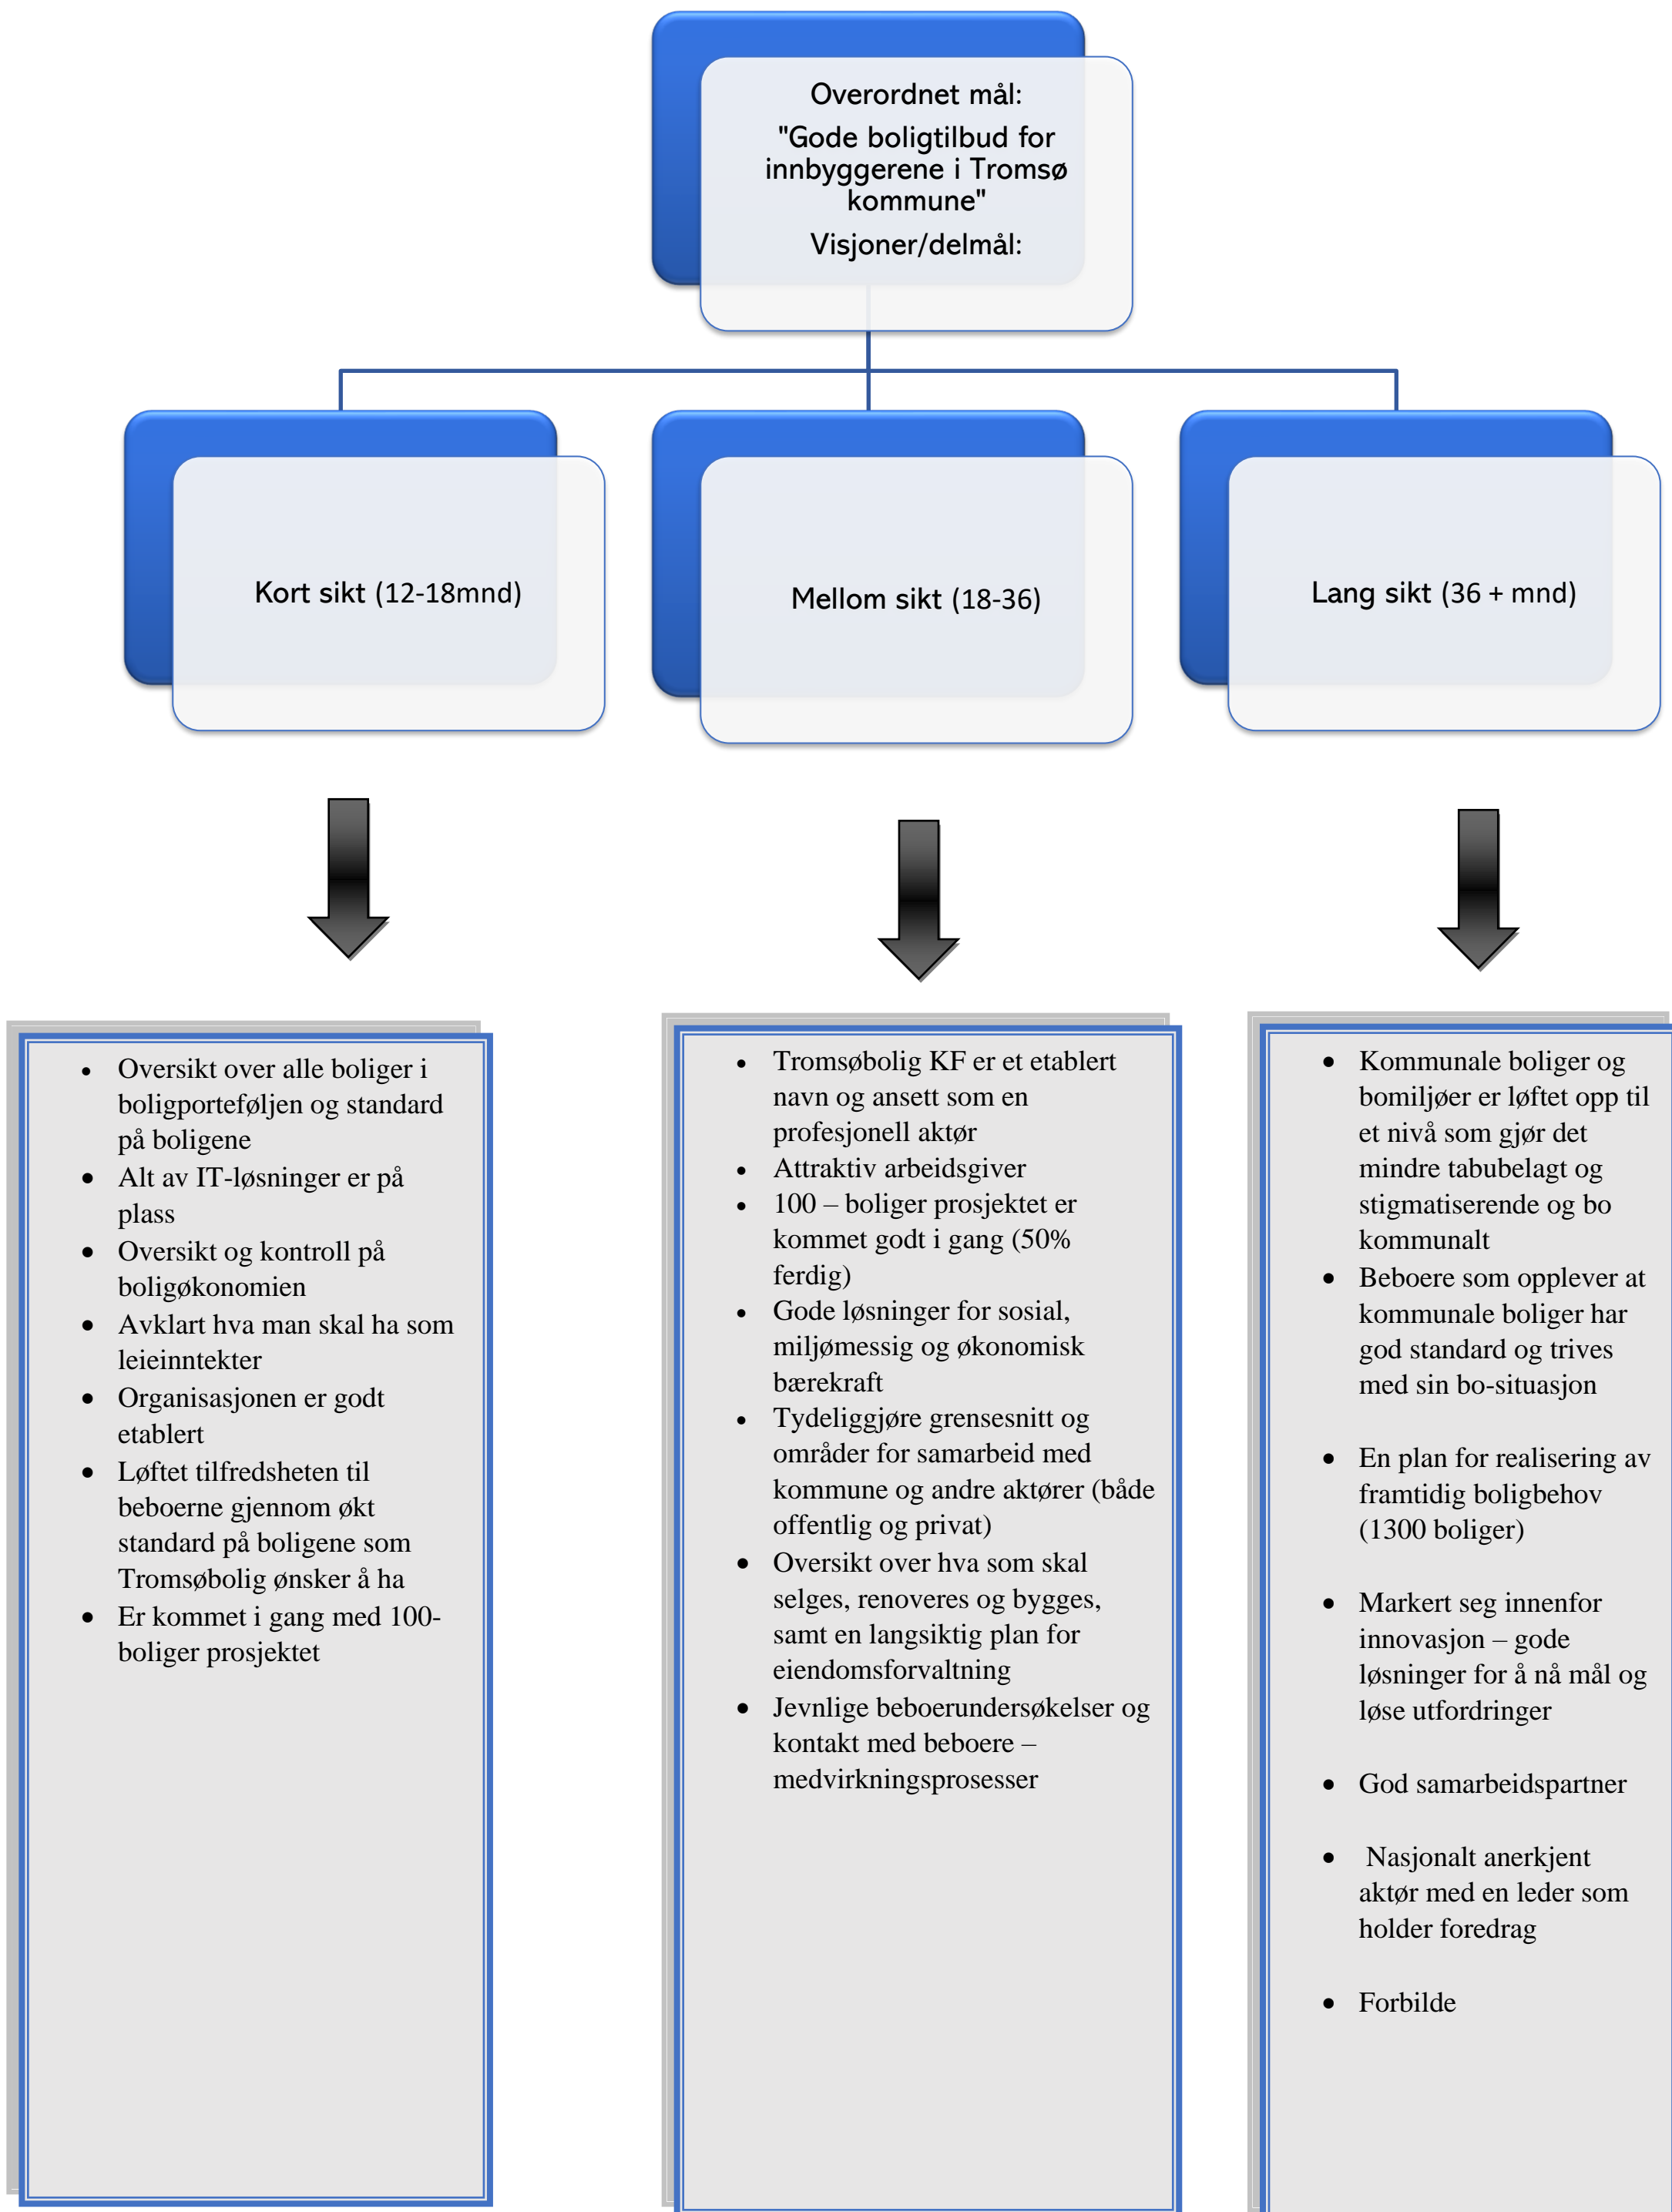 Overordnet mål:
"Gode boligtilbud for
innbyggerene i Tromsø
kommune"
Visjoner/delmål:
Kort sikt (12-18mnd)
Mellom sikt (18-36)
Lang sikt (36 + mnd)
• Oversikt over alle boliger i
boligporteføljen og standard
på boligene
• Alt av IT-løsninger er på
plass
• Oversikt og kontroll på
boligøkonomien
• Avklart hva man skal ha som
leieinntekter
• Organisasjonen er godt
etablert
• Løftet tilfredsheten til
beboerne gjennom økt
standard på boligene som
Tromsøbolig ønsker å ha
• Er kommet i gang med 100-
boliger prosjektet
• Tromsøbolig KF er et etablert
navn og ansett som en
profesjonell aktør
• Attraktiv arbeidsgiver
• 100 – boliger prosjektet er
kommet godt i gang (50%
ferdig)
• Gode løsninger for sosial,
miljømessig og økonomisk
bærekraft
• Tydeliggjøre grensesnitt og
områder for samarbeid med
kommune og andre aktører (både
offentlig og privat)
• Oversikt over hva som skal
selges, renoveres og bygges,
samt en langsiktig plan for
eiendomsforvaltning
• Jevnlige beboerundersøkelser og
kontakt med beboere –
medvirkningsprosesser
• Kommunale boliger og
bomiljøer er løftet opp til
et nivå som gjør det
mindre tabubelagt og
stigmatiserende og bo
kommunalt
• Beboere som opplever at
kommunale boliger har
god standard og trives
med sin bo-situasjon
• En plan for realisering av
framtidig boligbehov
(1300 boliger)
• Markert seg innenfor
innovasjon – gode
løsninger for å nå mål og
løse utfordringer
• God samarbeidspartner
• Nasjonalt anerkjent
aktør med en leder som
holder foredrag
• Forbilde